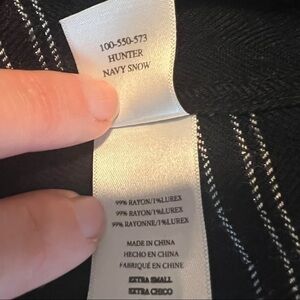 100-550-573
HUNTER
NAVY SNOW
99% RAYON/1%LUREX
99% RAYON/1%LUREX
99% RAYONNE/1%LUREX
MADE IN CHINA
HECHO EN CHINA
FABRIQUÉ EN CHINE
EXTRA SMALL
EXTRA CHICO